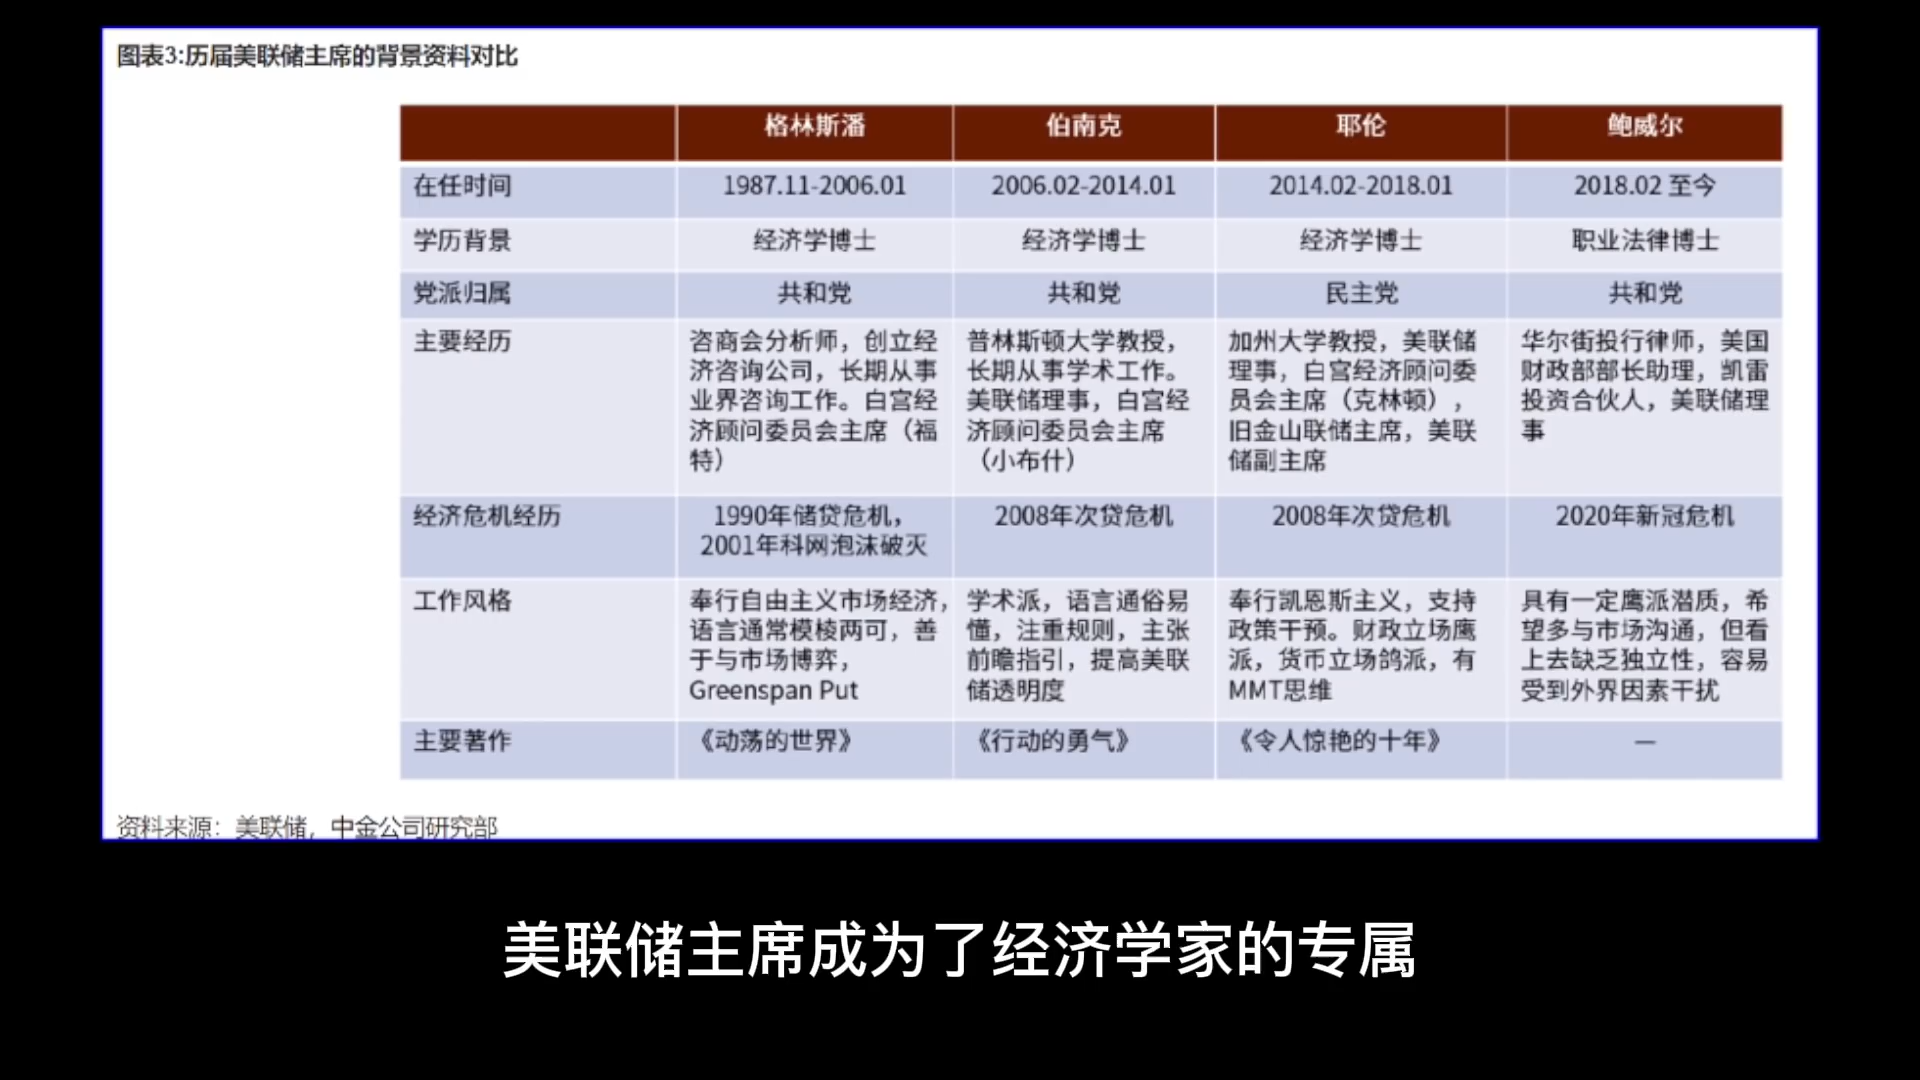 图表3:历届美联储主席的背景资料对比
格林斯潘 伯南克 耶伦 鲍威尔
在任时间 1987.11-2006.01 2006.02-2014.01 2014.02-2018.01 2018.02 至今
学历背景 经济学博士 经济学博士 经济学博士 职业法律博士
党派归属 共和党 共和党 民主党 共和党
主要经历 咨商会分析师，创立经 普林斯顿大学教授， 加州大学教授，美联储 华尔街投行律师，美国
济咨询公司，长期从事 长期从事学术工作。 理事，白宫经济顾问委 财政部部长助理，凯雷
业界咨询工作。白宫经 美联储理事，白宫经 员会主席（克林顿）， 投资合伙人，美联储理
济顾问委员会主席（福 济顾问委员会主席 旧金山联储主席，美联 事
特） （小布什） 储副主席
经济危机经历 1990年储贷危机， 2008年次贷危机 2008年次贷危机 2020年新冠危机
2001年科网泡沫破灭
工作风格 奉行自由主义市场经济， 学术派，语言通俗易 奉行凯恩斯主义，支持 具有一定鹰派潜质，希
语言通常模棱两可，善 懂，注重规则，主张 政策干预。财政立场鹰 望多与市场沟通，但看
于与市场博弈， 前瞻指引，提高美联 派，货币立场鸽派，有 上去缺乏独立性，容易
Greenspan Put 储透明度 MMT思维 受到外界因素干扰
主要著作 《动荡的世界》 《行动的勇气》 《令人惊艳的十年》 —
资料来源：美联储，中金公司研究部
美联储主席成为了经济学家的专属